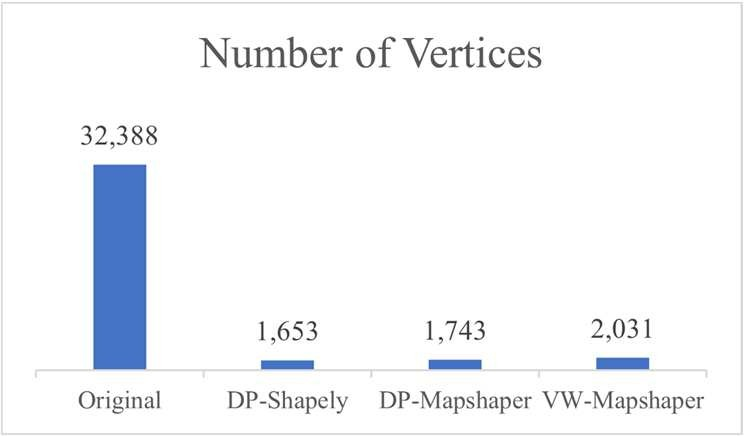 Number of Vertices
32,388
1,653
1,743
2,031
Original
DP-Shapely
DP-Mapshaper
VW-Mapshaper